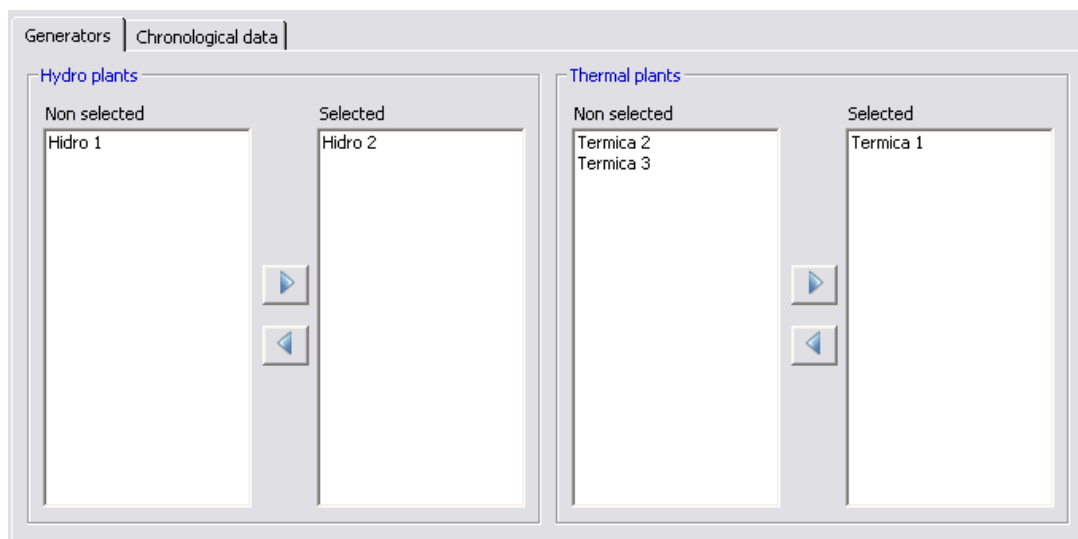 Generators
Chronological data
Hydro plants
Non selected
Hidro 1
Selected
Hidro 2
Thermal plants
Non selected
Termica 2
Termica 3
Selected
Termica 1